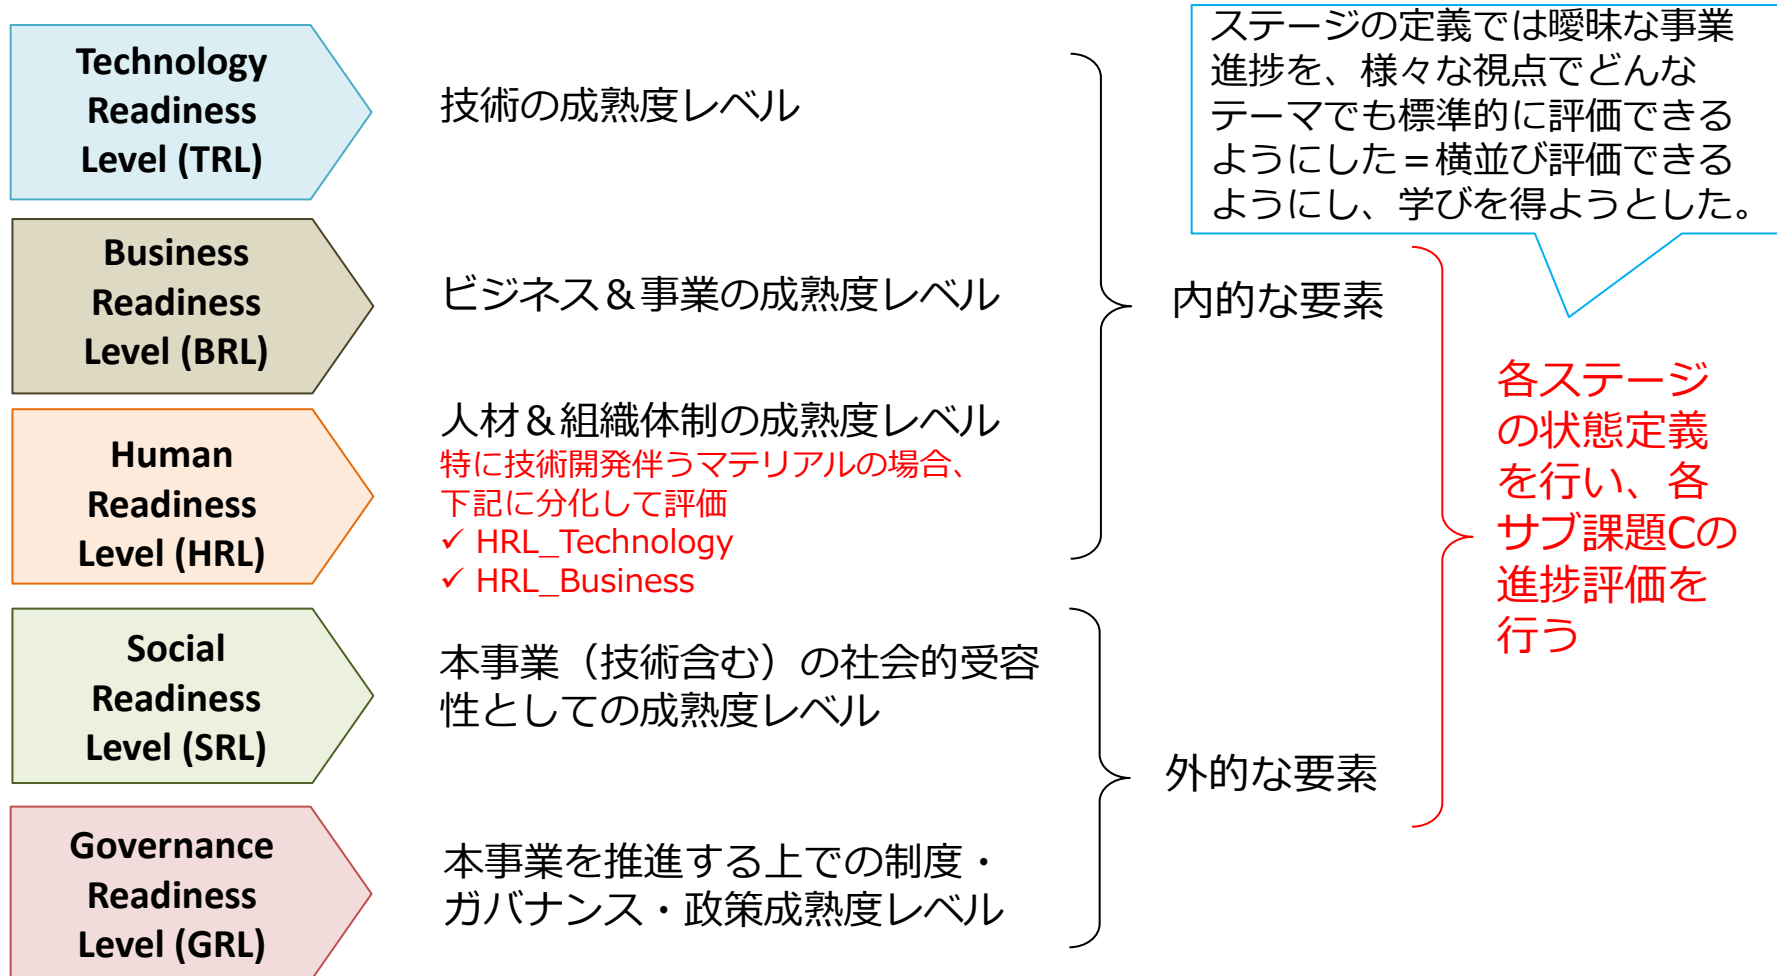 Technology
Readiness
Level (TRL)
技術の成熟度レベル
Business
Readiness
Level (BRL)
ビジネス＆事業の成熟度レベル
Human
Readiness
Level (HRL)
人材＆組織体制の成熟度レベル
特に技術開発伴うマテリアルの場合、
下記に分化して評価
✓ HRL_Technology
✓ HRL_Business
Social
Readiness
Level (SRL)
本事業（技術含む）の社会的受容
性としての成熟度レベル
Governance
Readiness
Level (GRL)
本事業を推進する上での制度・
ガバナンス・政策成熟度レベル
内的な要素
外的な要素
ステージの定義では曖昧な事業
進捗を、様々な視点でどんな
テーマでも標準的に評価できる
ようにした＝横並び評価できる
ようにし、学びを得ようとした。
各ステージ
の状態定義
を行い、各
サブ課題Cの
進捗評価を
行う